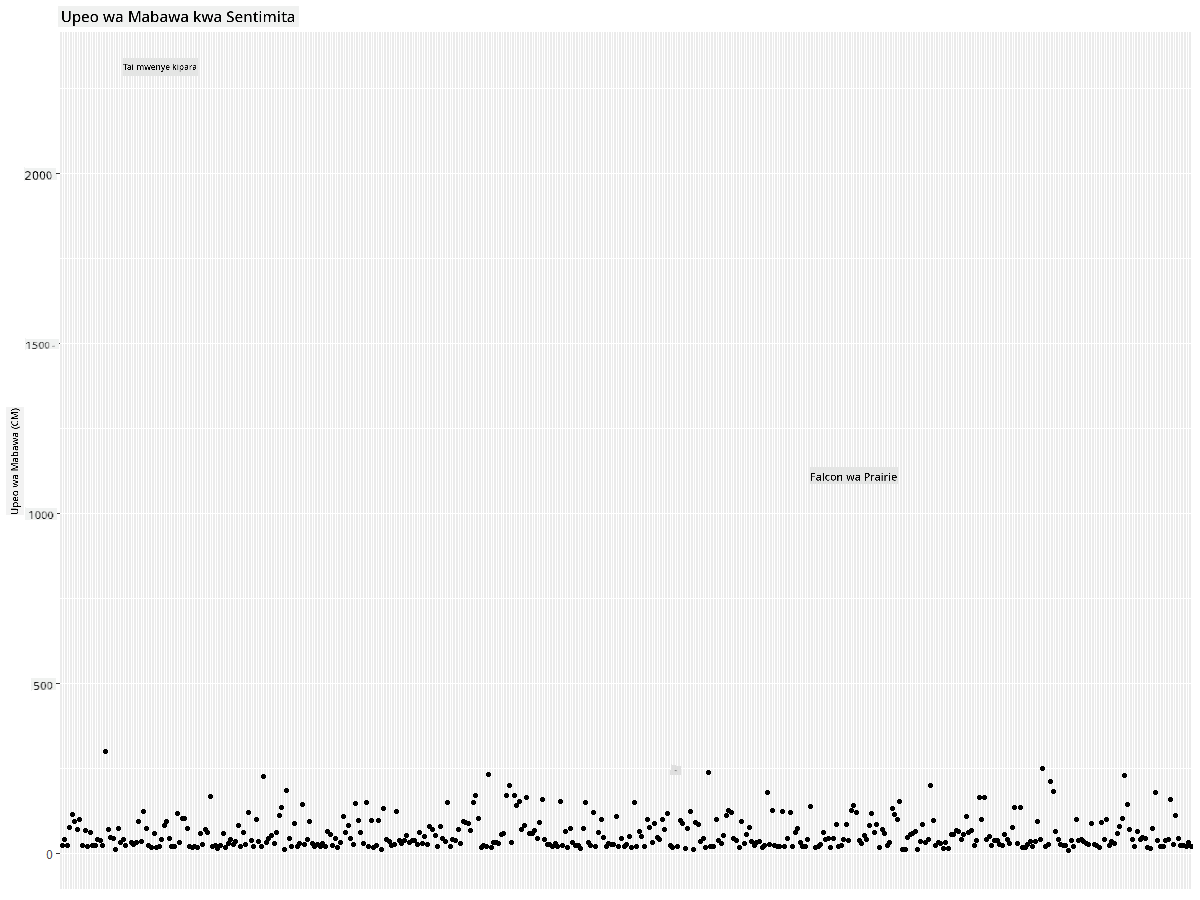 Upeo wa Mabawa kwa Sentimita
Tai mwenye kipara
2000
1500
Falcon wa Prairie
Upeo wa Mabawa (CM)
1000
500
0